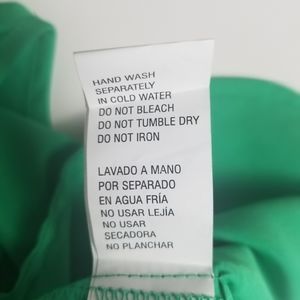 HAND WASH
SEPARATELY
IN COLD WATER
DO NOT BLEACH
DO NOT TUMBLE DRY
DO NOT IRON
LAVADO A MANO
POR SEPARADO
EN AGUA FRÍA
NO USAR LEJÍA
NO USAR
SECADORA
NO PLANCHAR